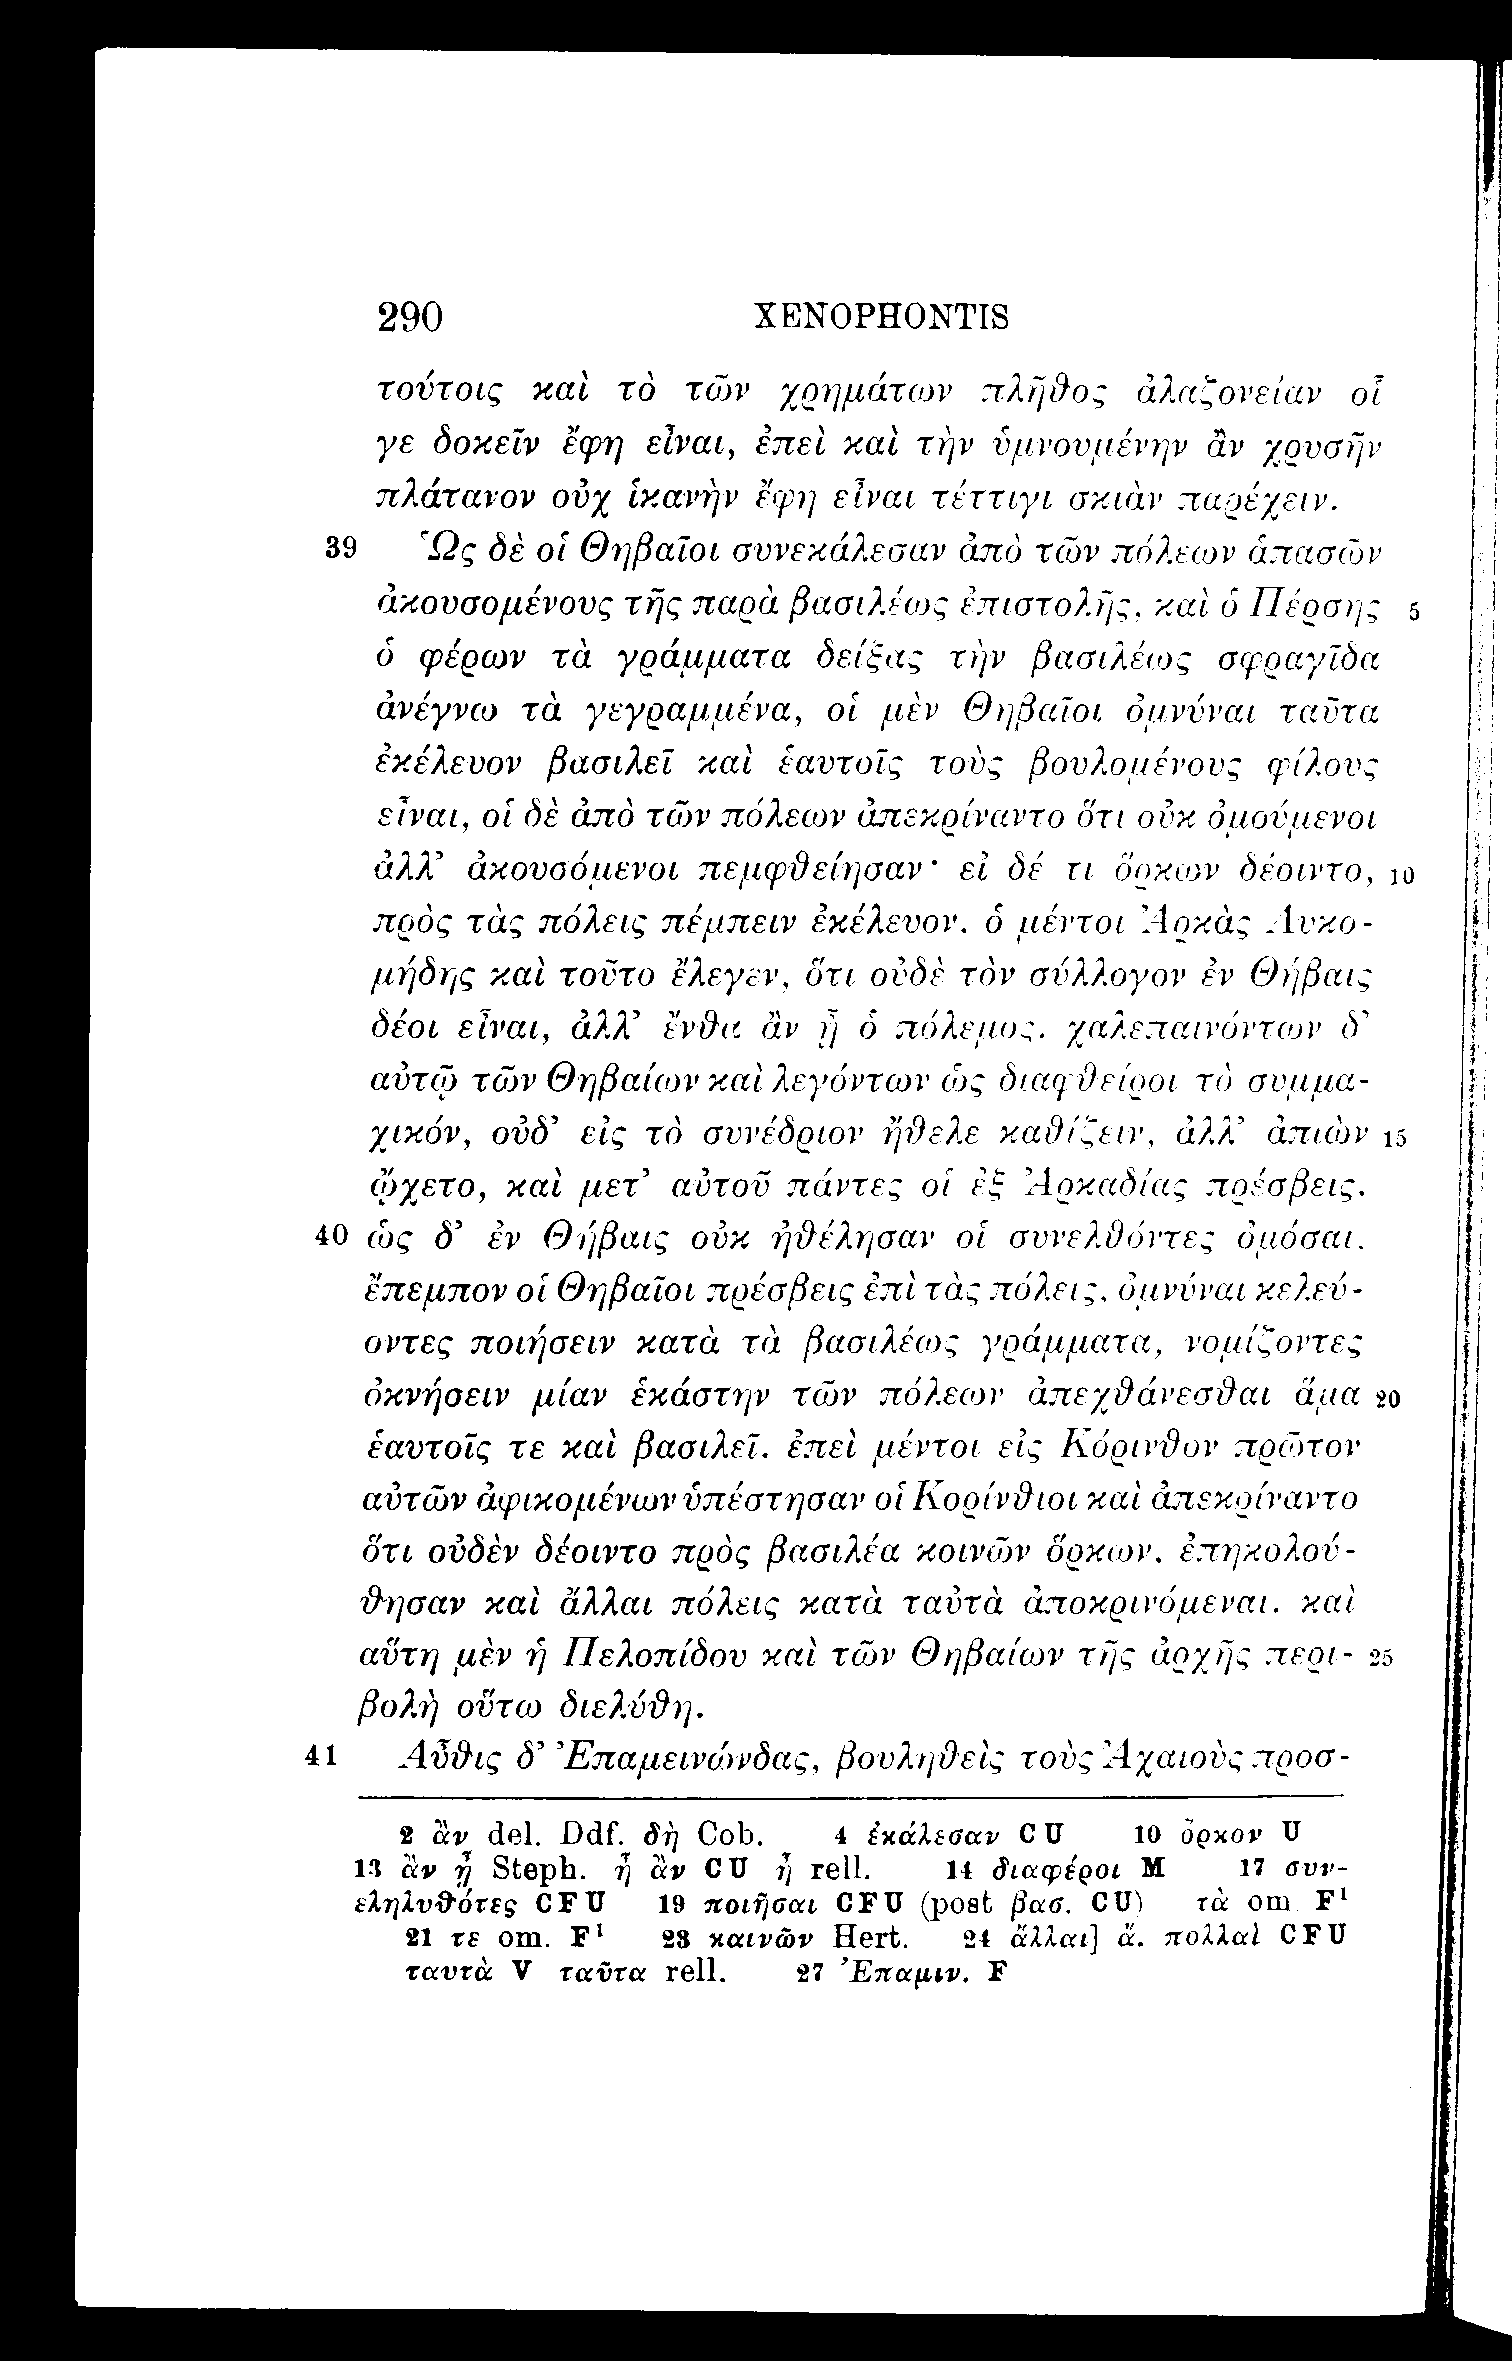 290 XENOPHONTIS
τούτοις καὶ τὸ τῶν χρημάτων πλῆθος ἀλαζονείαν οἷ
γε δοκεῖν ἔφη εἶναι, ἐπεὶ καὶ τὴν ὑμνουμένην ἂν χρυσῆν
πλάτανον οὐχ ἱκανὴν ἔφη εἶναι τέττιγι σκιὰν παρέχειν.
39 Ὡς δὲ οἱ Θηβαῖοι συνεκάλεσαν ἀπὸ τῶν πόλεων ἁπασῶν
ἀκουσομένους τῆς παρὰ βασιλέως ἐπιστολῆς, καὶ ὁ Πέρσης 5
ὁ φέρων τὰ γράμματα δείξας τὴν βασιλέως σφραγῖδα
ἀνέγνω τὰ γεγραμμένα, οἱ μὲν Θηβαῖοι ὀμνύναι ταῦτα
ἐκέλευον βασιλεῖ καὶ ἑαυτοῖς τοὺς βουλομένους φίλους
εἶναι, οἱ δὲ ἀπὸ τῶν πόλεων ἀπεκρίναντο ὅτι οὐκ ὀμούμενοι
ἀλλ’ ἀκουσόμενοι πεμφθείησαν· εἰ δέ τι ὅρκων δέοιντο, 10
πρὸς τὰς πόλεις πέμπειν ἐκέλευον. ὁ μέντοι Ἀρκὰς Λυκο-
μήδης καὶ τοῦτο ἔλεγεν, ὅτι οὐδὲ τὸν σύλλογον ἐν Θήβαις
δέοι εἶναι, ἀλλ’ ἔνθα ἂν ᾖ ὁ πόλεμος. χαλεπαινόντων δ’
αὐτῷ τῶν Θηβαίων καὶ λεγόντων ὡς διαφθείροι τὸ συμμα-
χικόν, οὐδ’ εἰς τὸ συνέδριον ἤθελε καθίζειν, ἀλλ’ ἀπιὼν 15
ᾤχετο, καὶ μετ’ αὐτοῦ πάντες οἱ ἐξ Ἀρκαδίας πρέσβεις.
40 ὡς δ’ ἐν Θήβαις οὐκ ἠθέλησαν οἱ συνελθόντες ὀμόσαι,
ἔπεμπον οἱ Θηβαῖοι πρέσβεις ἐπὶ τὰς πόλεις, ὀμνύναι κελεύ-
οντες ποιήσειν κατὰ τὰ βασιλέως γράμματα, νομίζοντες
ὀκνήσειν μίαν ἑκάστην τῶν πόλεων ἀπεχθάνεσθαι ἅμα 20
ἑαυτοῖς τε καὶ βασιλεῖ. ἐπεὶ μέντοι εἰς Κόρινθον πρῶτον
αὐτῶν ἀφικομένων ὑπέστησαν οἱ Κορίνθιοι καὶ ἀπεκρίναντο
ὅτι οὐδὲν δέοιντο πρὸς βασιλέα κοινῶν ὅρκων, ἐπηκολού-
θησαν καὶ ἄλλαι πόλεις κατὰ ταὐτὰ ἀποκρινόμεναι. καὶ
αὕτη μὲν ἡ Πελοπίδου καὶ τῶν Θηβαίων τῆς ἀρχῆς περι- 25
βολὴ οὕτω διελύθη.
41 Αὖθις δ’ Ἐπαμεινώνδας, βουληθεὶς τοὺς Ἀχαιοὺς προσ-
2 ἂν del. Ddf. δὴ Cob. 4 ἐκάλεσαν CU 10 ὅρκον U
13 ἂν ᾖ Steph. ᾖ ἂν CU ᾖ rell. 14 διαφέροι M 17 συν-
εληλυθότες CFU 19 ποιῆσαι CFU (post βασ. CU) τὰ om F¹
21 τε om. F¹ 23 καινῶν Hert. 24 ἄλλαι] ἄ. πολλαὶ CFU
ταυτὰ V ταῦτα rell. 27 Ἐπαμιν. F